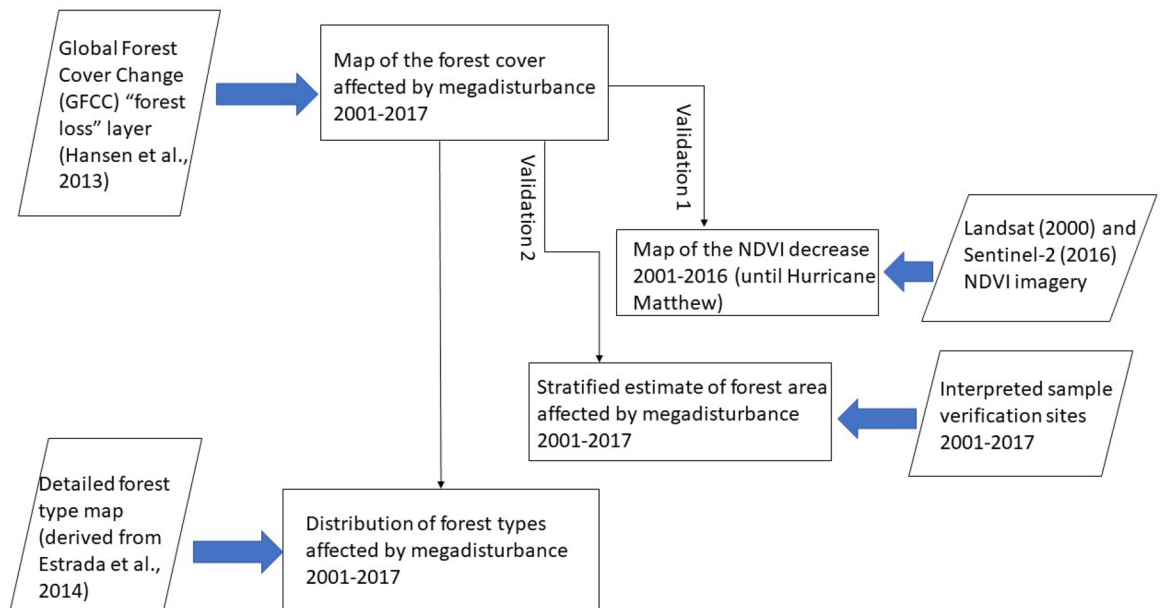 Global Forest
Cover Change
(GFCC) “forest
loss” layer
(Hansen et al.,
2013)
Map of the forest cover
affected by megadisturbance
2001-2017
Validation 1
Validation 2
Map of the NDVI decrease
2001-2016 (until Hurricane
Matthew)
Landsat (2000) and
Sentinel-2 (2016)
NDVI imagery
Stratified estimate of forest area
affected by megadisturbance
2001-2017
Interpreted sample
verification sites
2001-2017
Detailed forest
type map
(derived from
Estrada et al.,
2014)
Distribution of forest types
affected by megadisturbance
2001-2017